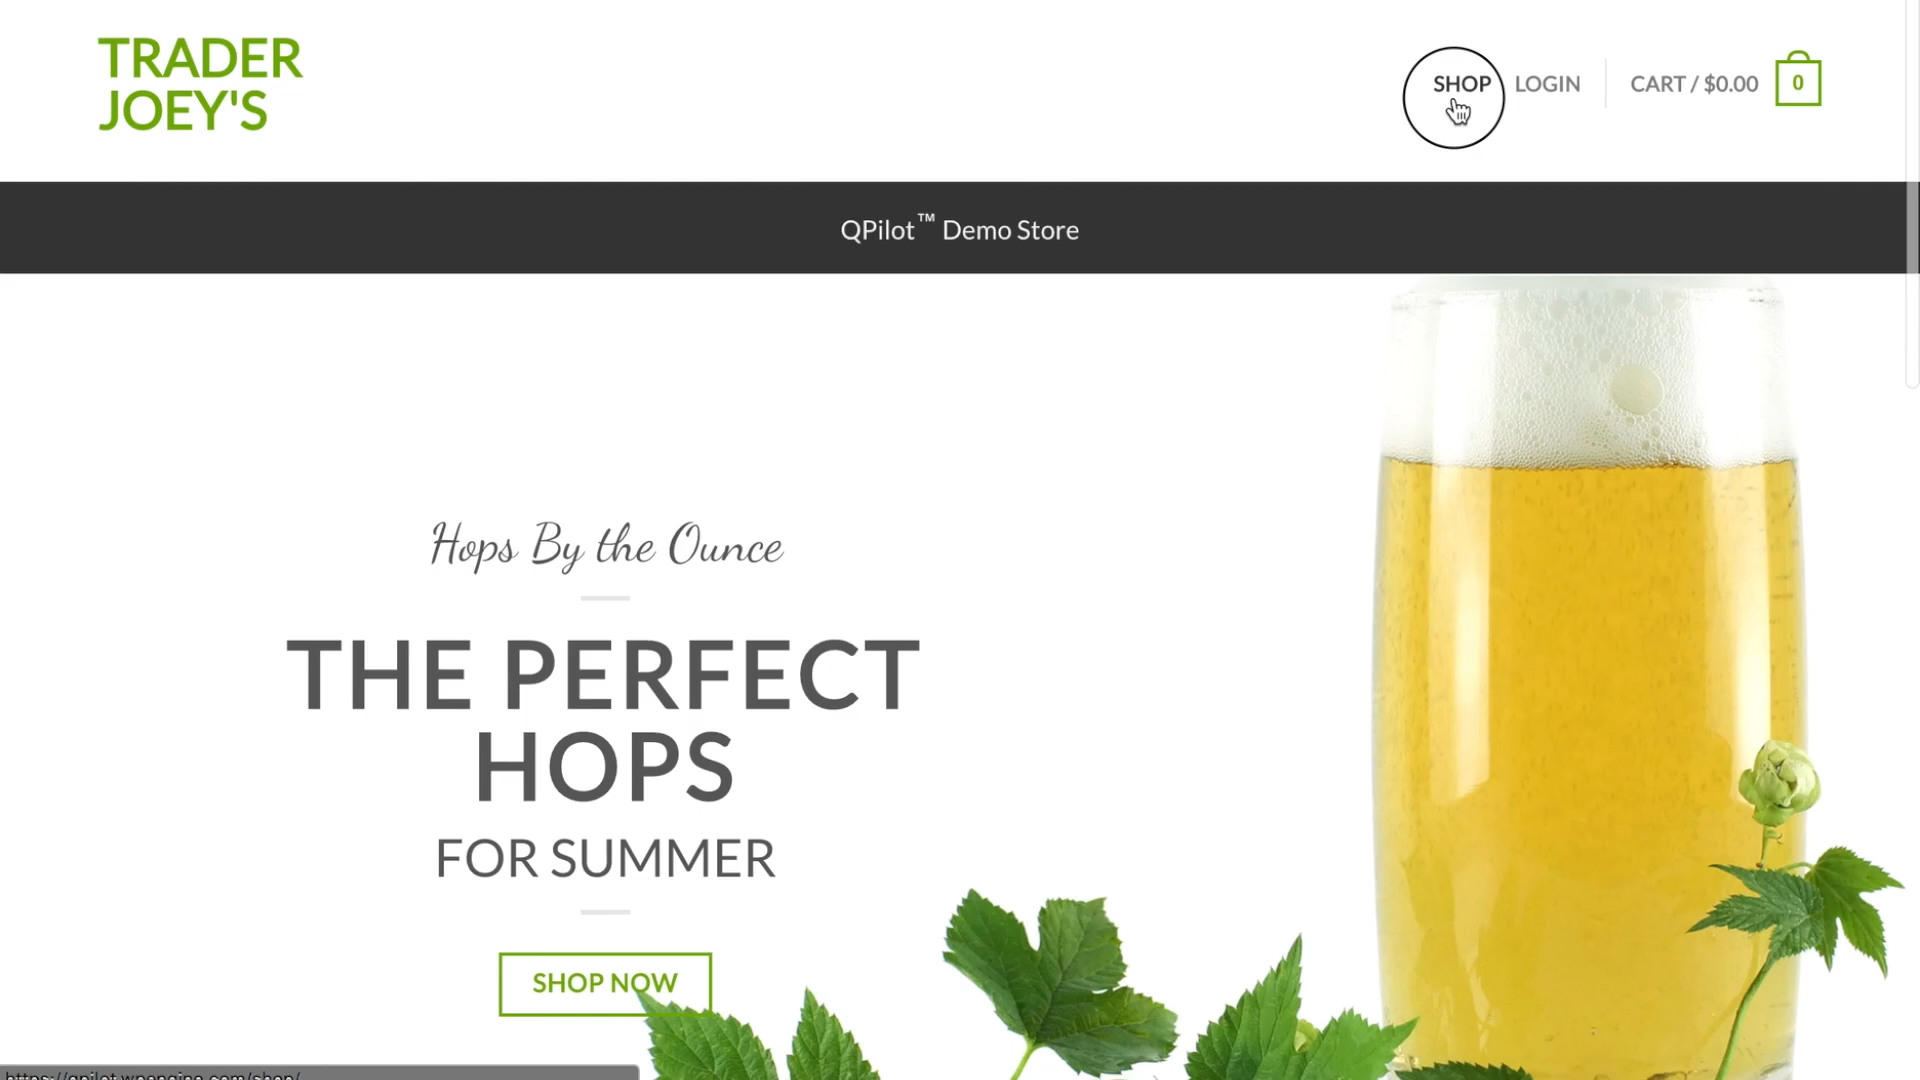 TRADER
JOEY'S
SHOP LOGIN CART / $0.00 0
QPilot™ Demo Store
Hops By the Ounce
THE PERFECT
HOPS
FOR SUMMER
SHOP NOW
https://qpilot.wpengine.com/shop/